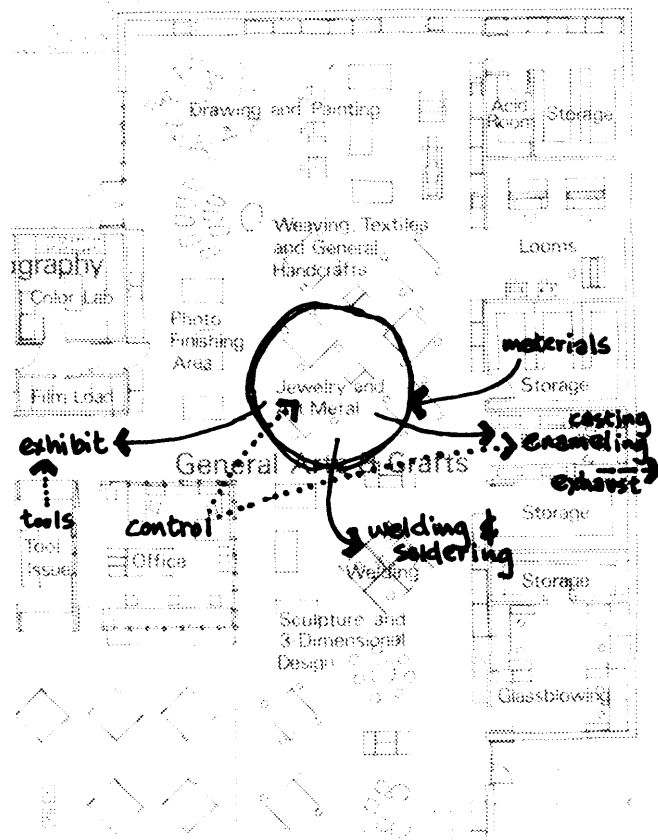 Drawing and Painting
Acid
Room
Storage
Weaving, Textiles
and General
Handcrafts
Looms
Color Lab
Photo
Finishing
Area
materials
Film Load
Jewelry and
Metal
Storage
exhibit
casting
enameling
exhaust
General Arts & Crafts
tools
control
welding &
soldering
Storage
Tool
Issue
Office
Welding
Storage
Sculpture and
3-Dimensional
Design
Glassblowing